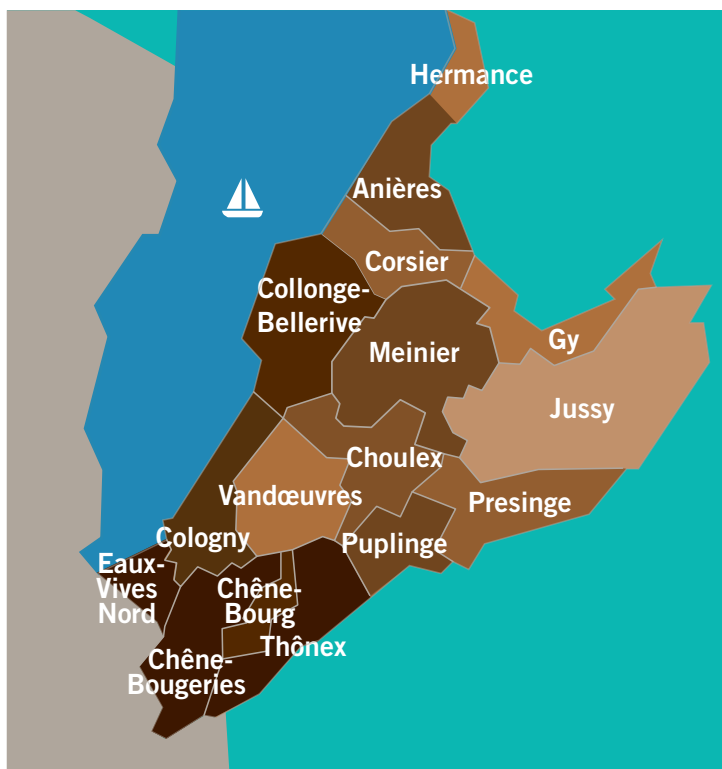 Hermance
Anières
Corsier
Collonge-
Bellerive
Gy
Meinier
Jussy
Choulex
Vandœuvres
Presinge
Cologny
Puplinge
Eaux-
Vives
Nord
Chêne-
Bourg
Thônex
Chêne-
Bougeries